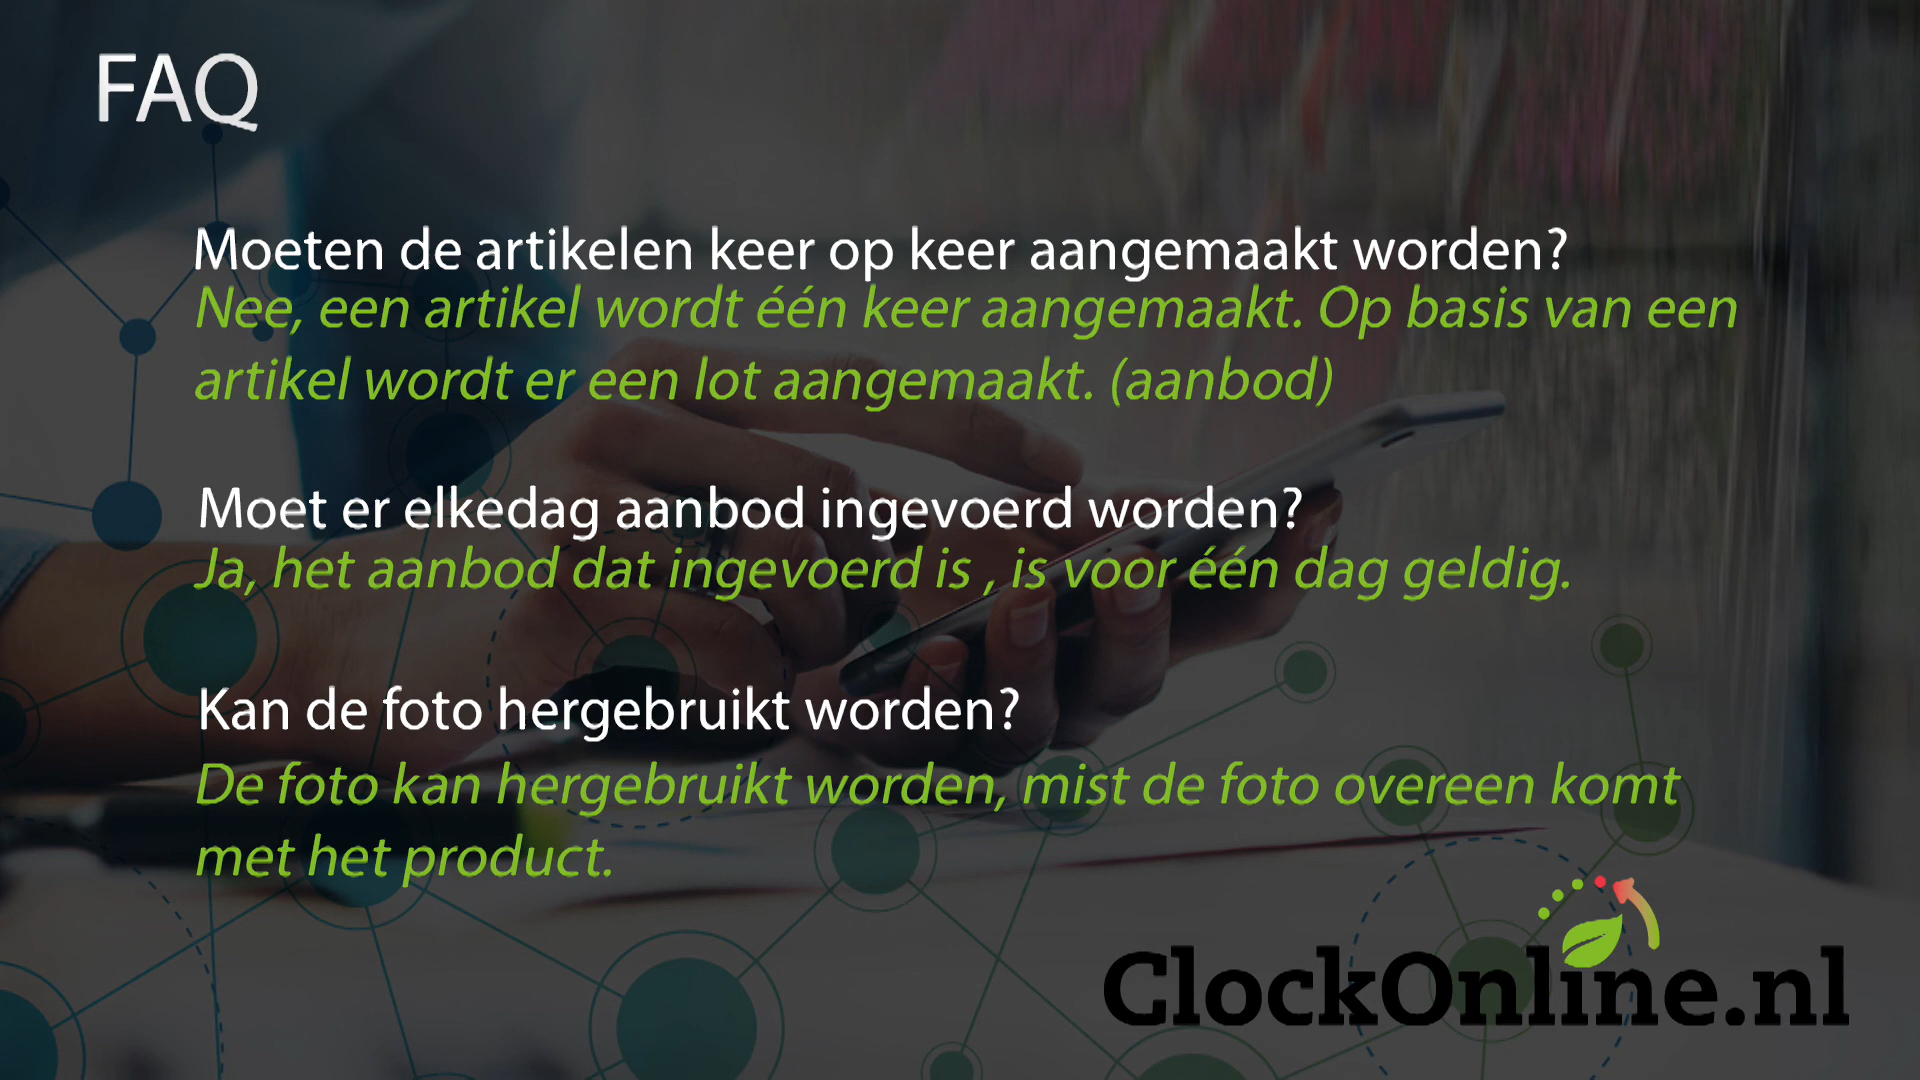 FAQ
Moeten de artikelen keer op keer aangemaakt worden?
Nee, een artikel wordt één keer aangemaakt. Op basis van een
artikel wordt er een lot aangemaakt. (aanbod)
Moet er elkedag aanbod ingevoerd worden?
Ja, het aanbod dat ingevoerd is , is voor één dag geldig.
Kan de foto hergebruikt worden?
De foto kan hergebruikt worden, mist de foto overeen komt
met het product.
ClockOnline.nl